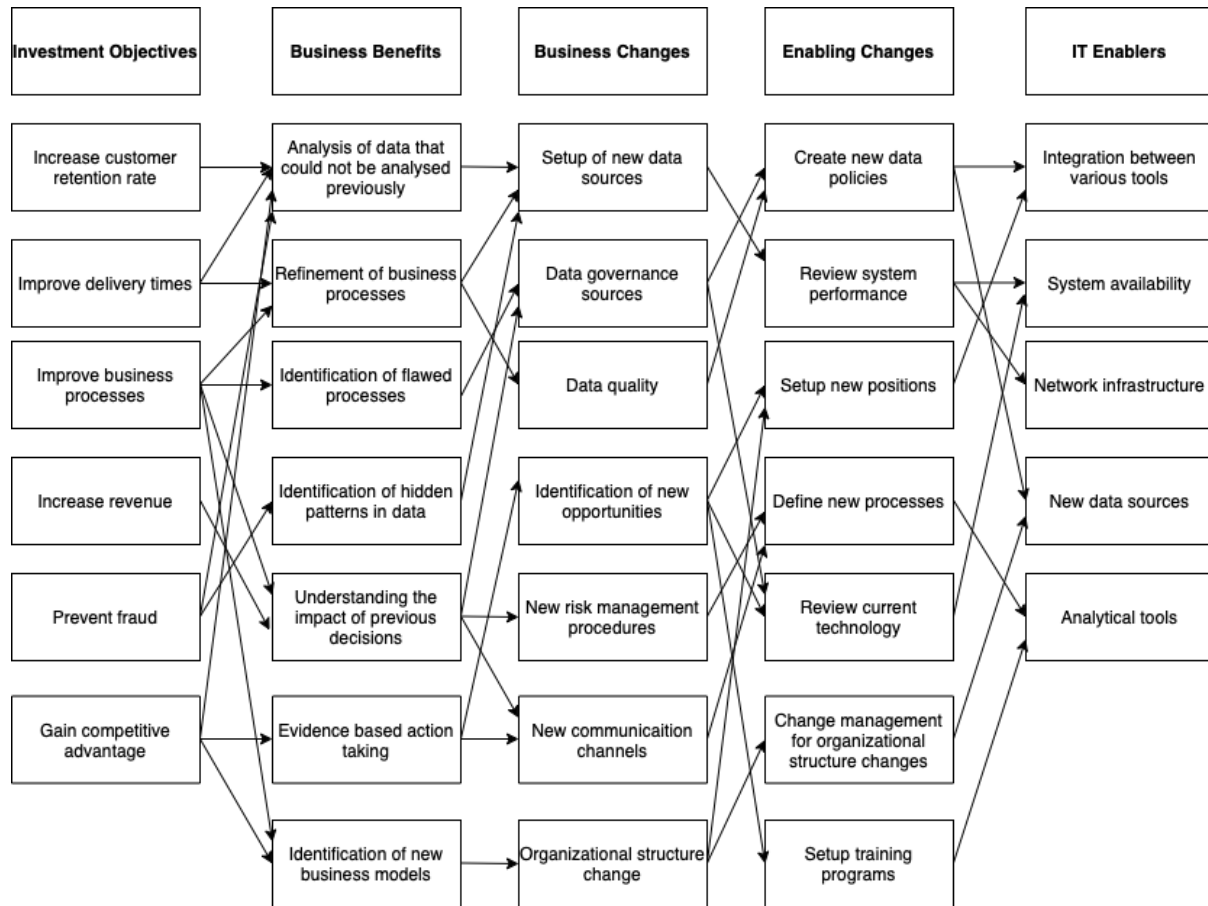 Investment Objectives
Business Benefits
Business Changes
Enabling Changes
IT Enablers
Increase customer
retention rate
Analysis of data that
could not be analysed
previously
Setup of new data
sources
Create new data
policies
Integration between
various tools
Improve delivery times
Refinement of business
processes
Data governance
sources
Review system
performance
System availability
Improve business
processes
Identification of flawed
processes
Data quality
Setup new positions
Network infrastructure
Increase revenue
Identification of hidden
patterns in data
Identification of new
opportunities
Define new processes
New data sources
Prevent fraud
Understanding the
impact of previous
decisions
New risk management
procedures
Review current
technology
Analytical tools
Gain competitive
advantage
Evidence based action
taking
New communicaition
channels
Change management
for organizational
structure changes
Identification of new
business models
Organizational structure
change
Setup training
programs